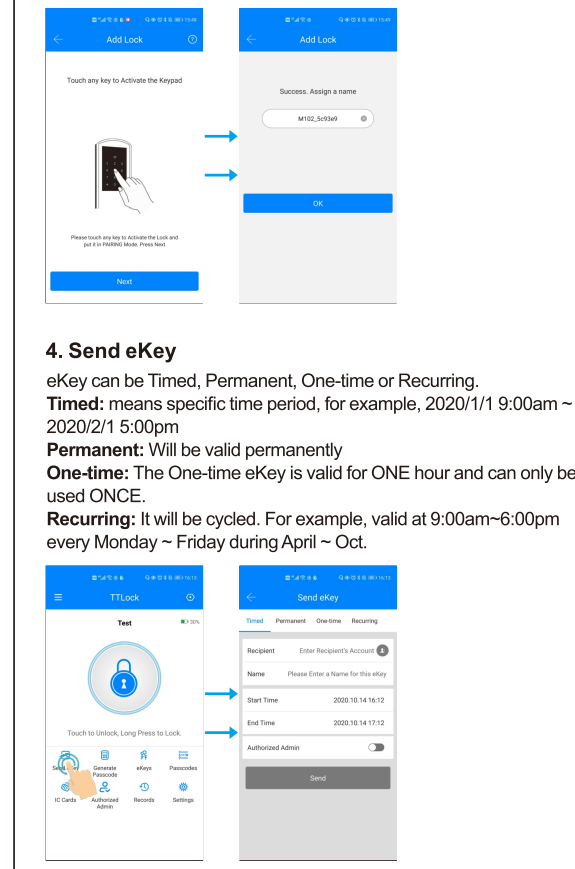 15:48
Add Lock
Touch any key to Activate the Keypad
Please touch any key to Activate the Lock and
put it in PAIRING Mode. Press Next
Next
15:49
Add Lock
Success. Assign a name
M102_5c93e9
OK
4. Send eKey
eKey can be Timed, Permanent, One-time or Recurring.
Timed: means specific time period, for example, 2020/1/1 9:00am ~
2020/2/1 5:00pm
Permanent: Will be valid permanently
One-time: The One-time eKey is valid for ONE hour and can only be
used ONCE.
Recurring: It will be cycled. For example, valid at 9:00am~6:00pm
every Monday ~ Friday during April ~ Oct.
16:13
TTLock
Test
30%
Touch to Unlock, Long Press to Lock.
Generate
Passcode
eKeys
Passcodes
IC Cards
Authorized
Admin
Records
Settings
16:13
Send eKey
Timed Permanent One-time Recurring
Recipient Enter Recipient's Account
Name Please Enter a Name for this eKey
Start Time 2020.10.14 16:12
End Time 2020.10.14 17:12
Authorized Admin
Send